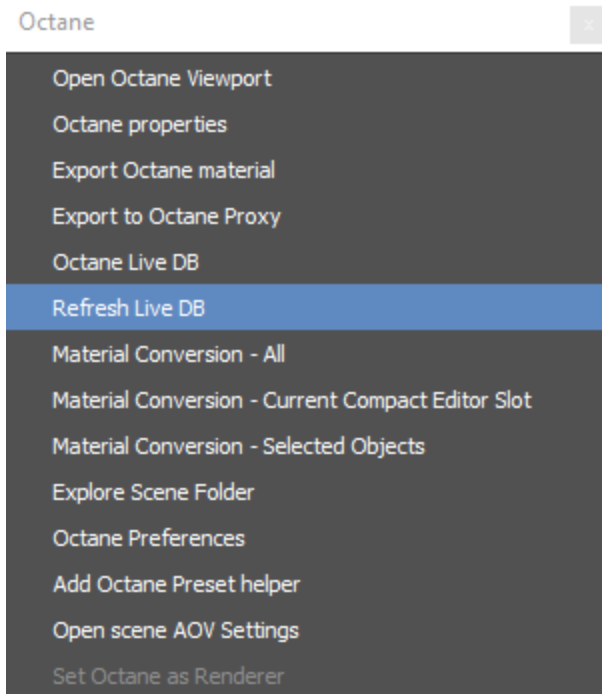 Octane
x
Open Octane Viewport
Octane properties
Export Octane material
Export to Octane Proxy
Octane Live DB
Refresh Live DB
Material Conversion - All
Material Conversion - Current Compact Editor Slot
Material Conversion - Selected Objects
Explore Scene Folder
Octane Preferences
Add Octane Preset helper
Open scene AOV Settings
Set Octane as Renderer